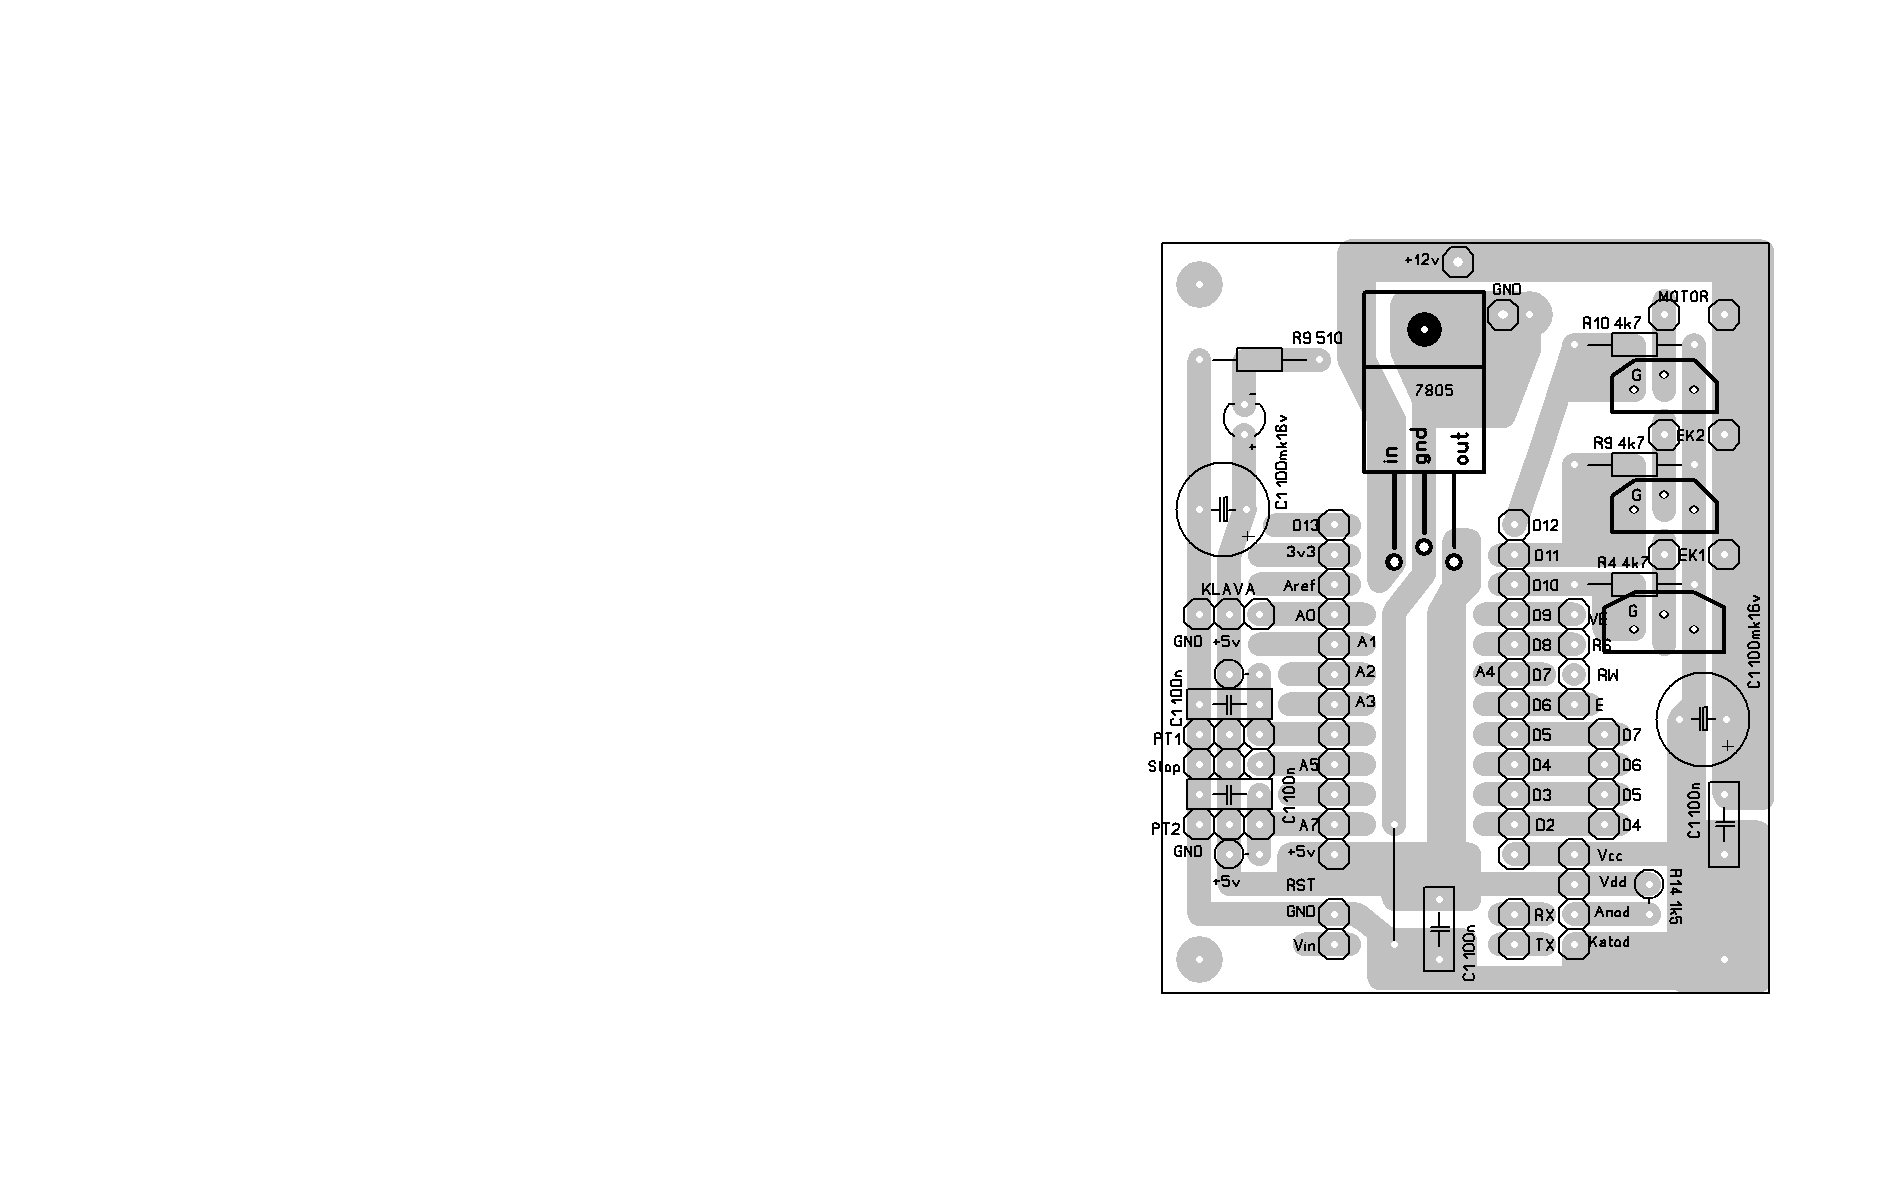 +12v
GND
MOTOR
R10 4k7
R9 510
G
7805
C1 100mk16v
EK2
R9 4k7
in
gnd
out
G
D13
D12
3v3
D11
EK1
R4 4k7
Aref
D10
KLAVA
A0
D9
VE
G
C1 100mk16v
GND
+5v
A1
D8
RS
A2
A4
D7
RW
C1 100n
A3
D6
E
PT1
D5
D7
Stop
A5
D4
D6
C1 100n
D3
D5
C1 100n
PT2
A7
D2
D4
GND
+5v
Vcc
+5v
RST
Vdd
R14 1k5
GND
RX
Anod
Vin
TX
Katod
C1 100n